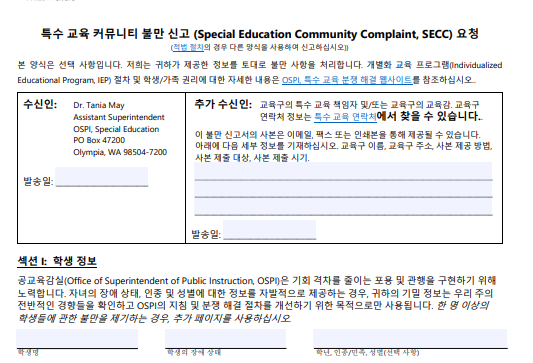 특수 교육 커뮤니티 불만 신고 (Special Education Community Complaint, SECC) 요청
(적법 절차의 경우 다른 양식을 사용하여 신고하십시오))
본 양식은 선택 사항입니다. 저희는 귀하가 제공한 정보를 토대로 불만 사항을 처리합니다. 개별화 교육 프로그램(Individualized
Educational Program, IEP) 절차 및 학생/가족 권리에 대한 자세한 내용은 OSPI, 특수 교육 분쟁 해결 웹사이트를 참조하십시오..
수신인:
Dr. Tania May
Assistant Superintendent
OSPI, Special Education
PO Box 47200
Olympia, WA 98504-7200
발송일:
추가 수신인: 교육구의 특수 교육 책임자 및/또는 교육구의 교육감. 교육구
연락처 정보는 특수 교육 연락처에서 찾을 수 있습니다..
이 불만 신고서의 사본은 이메일, 팩스 또는 인쇄본을 통해 제공될 수 있습니다.
아래에 다음 세부 정보를 기재하십시오. 교육구 이름, 교육구 주소, 사본 제공 방법,
사본 제출 대상, 사본 제출 시기.
발송일:
섹션 I: 학생 정보
공교육감실(Office of Superintendent of Public Instruction, OSPI)은 기회 격차를 줄이는 포용 및 관행을 구현하기 위해
노력합니다. 자녀의 장애 상태, 인종 및 성별에 대한 정보를 자발적으로 제공하는 경우, 귀하의 기밀 정보는 우리 주의
전반적인 경향들을 확인하고 OSPI의 지침 및 분쟁 해결 절차를 개선하기 위한 목적으로만 사용됩니다. 한 명 이상의
학생들에 관한 불만을 제기하는 경우, 추가 페이지를 사용하십시오.
학생명 학생의 장애 상태 학년, 인종/민족, 성별(선택 사항)